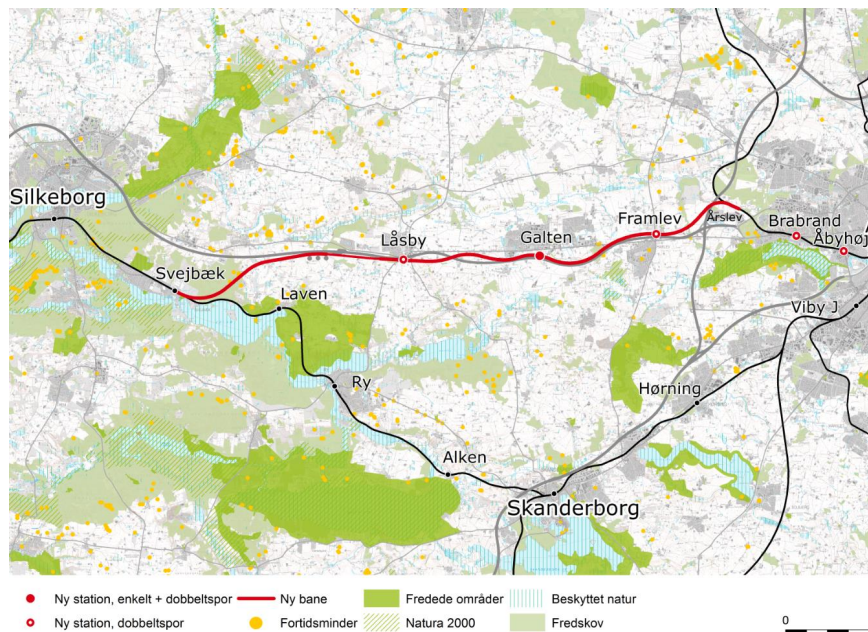 Silkeborg
Svejbæk
Laven
Ry
Alken
Skanderborg
Hørning
Viby J
Låsby
Galten
Framlev
Årslev
Brabrand
Åbyhøj
Ny station, enkelt + dobbeltspor
Ny bane
Fredede områder
Beskyttet natur
Ny station, dobbeltspor
Fortidsminder
Natura 2000
Fredskov
0